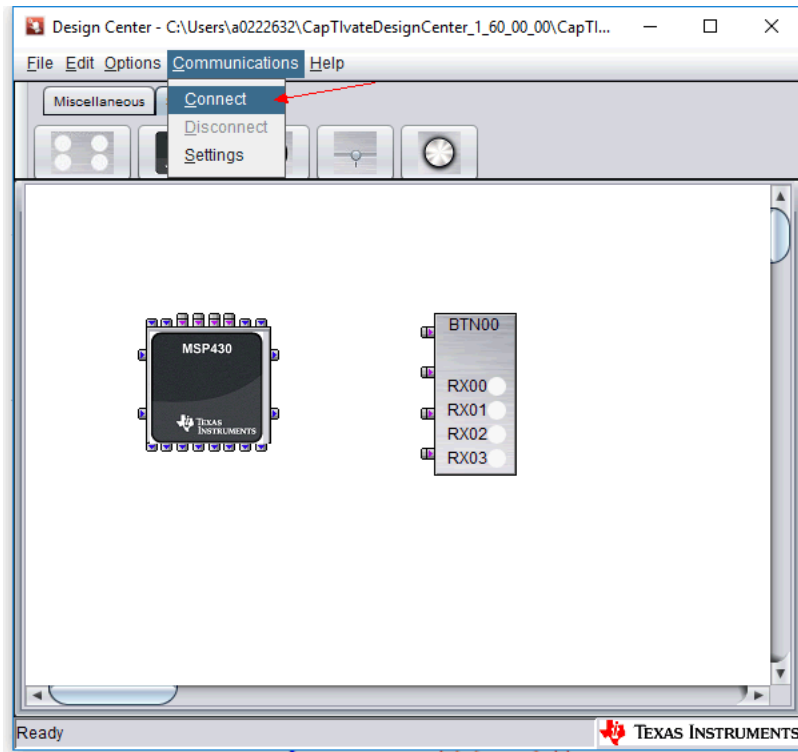 Design Center - C:\Users\a0222632\CapTIvateDesignCenter_1_60_00_00\CapTI...
File Edit Options Communications Help
Miscellaneous
Connect
Disconnect
Settings
MSP430
TEXAS
INSTRUMENTS
BTN00
RX00
RX01
RX02
RX03
Ready
TEXAS INSTRUMENTS